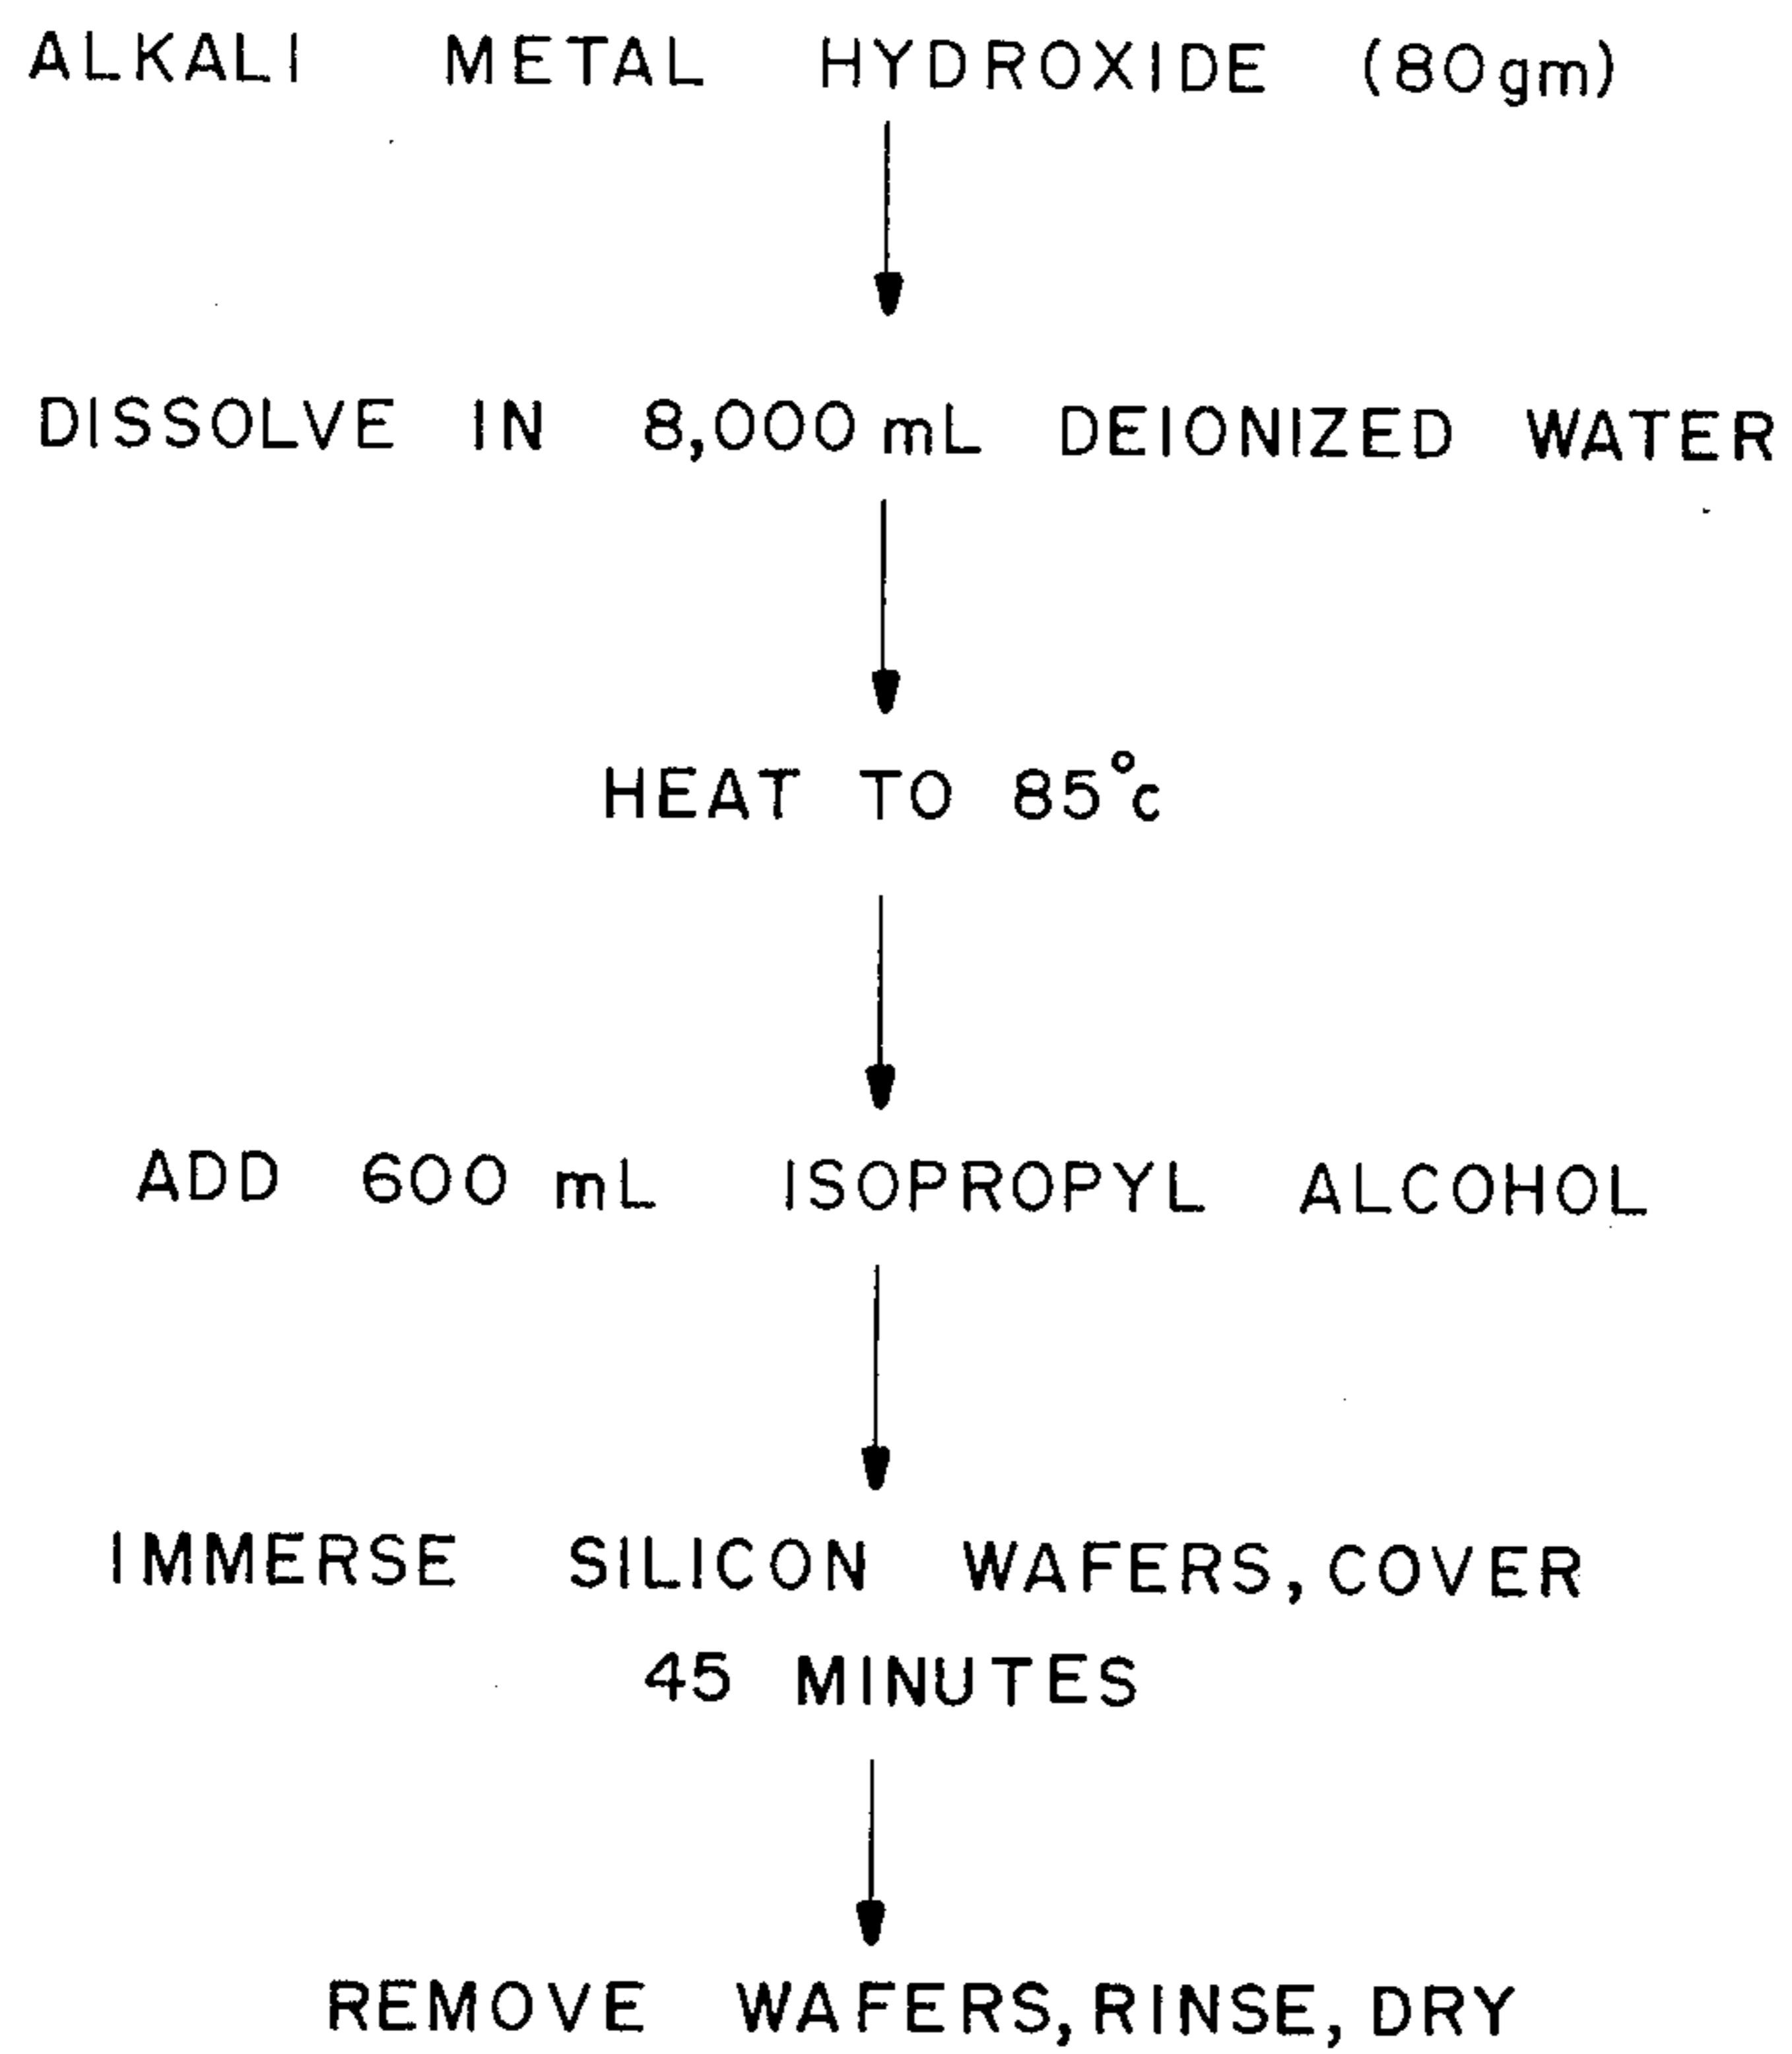 ALKALI METAL HYDROXIDE (80gm)
DISSOLVE IN 8,000 mL DEIONIZED WATER
HEAT TO 85°c
ADD 600 mL ISOPROPYL ALCOHOL
IMMERSE SILICON WAFERS, COVER
45 MINUTES
REMOVE WAFERS, RINSE, DRY